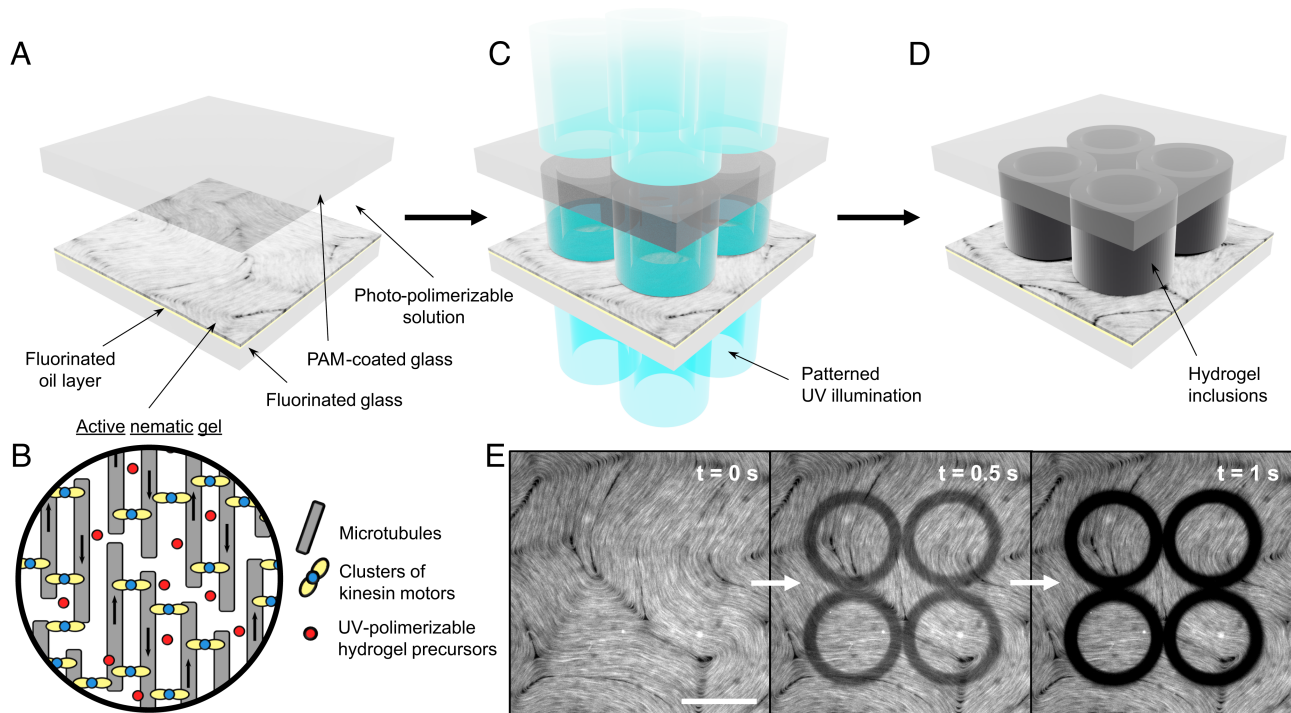 A
C
D
Photo-polimerizable
solution
Fluorinated
oil layer
PAM-coated glass
Fluorinated glass
Active nematic gel
Patterned
UV illumination
Hydrogel
inclusions
B
Microtubules
Clusters of
kinesin motors
UV-polimerizable
hydrogel precursors
E
t = 0 s
t = 0.5 s
t = 1 s